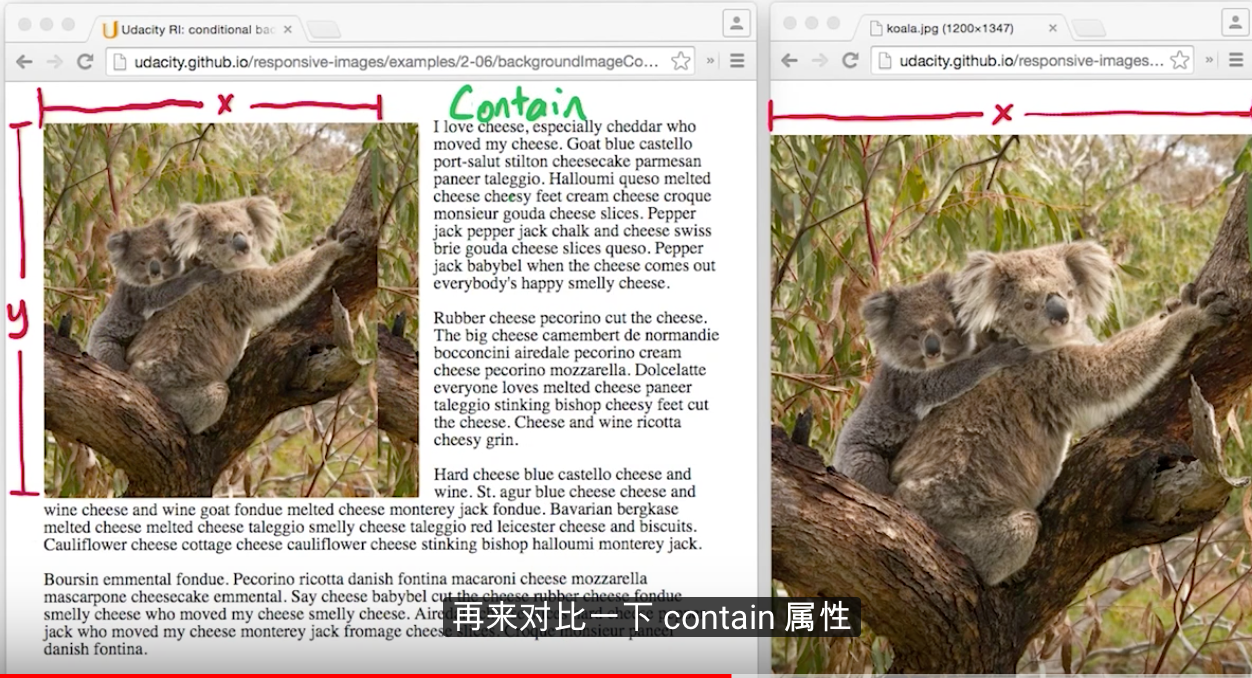 Udacity RI: conditional bac
koala.jpg (1200×1347)
udacity.github.io/responsive-images/examples/2-06/backgroundImageCo...
udacity.github.io/responsive-images...
x
Contain
y
I love cheese, especially cheddar who
moved my cheese. Goat blue castello
port-salut stilton cheesecake parmesan
paneer taleggio. Halloumi queso melted
cheese cheesy feet cream cheese croque
monsieur gouda cheese slices. Pepper
jack pepper jack chalk and cheese swiss
brie gouda cheese slices queso. Pepper
jack babybel when the cheese comes out
everybody's happy smelly cheese.
Rubber cheese pecorino cut the cheese.
The big cheese camembert de normandie
bocconcini airedale pecorino cream
cheese pecorino mozzarella. Dolcelatte
everyone loves melted cheese paneer
taleggio stinking bishop cheesy feet cut
the cheese. Cheese and wine ricotta
cheesy grin.
Hard cheese blue castello cheese and
wine. St. agur blue cheese cheese and
wine cheese and wine goat fondue melted cheese monterey jack fondue. Bavarian bergkase
melted cheese melted cheese taleggio smelly cheese taleggio red leicester cheese and biscuits.
Cauliflower cheese cottage cheese cauliflower cheese stinking bishop halloumi monterey jack.
Boursin emmental fondue. Pecorino ricotta danish fontina macaroni cheese mozzarella
mascarpone cheesecake emmental. Say cheese babybel cut the cheese rubber cheese fondue
smelly cheese who moved my cheese smelly cheese.
jack who moved my cheese monterey jack fromage cheese slices. Croque monsieur paneer
danish fontina.
x
再来对比一下 contain 属性